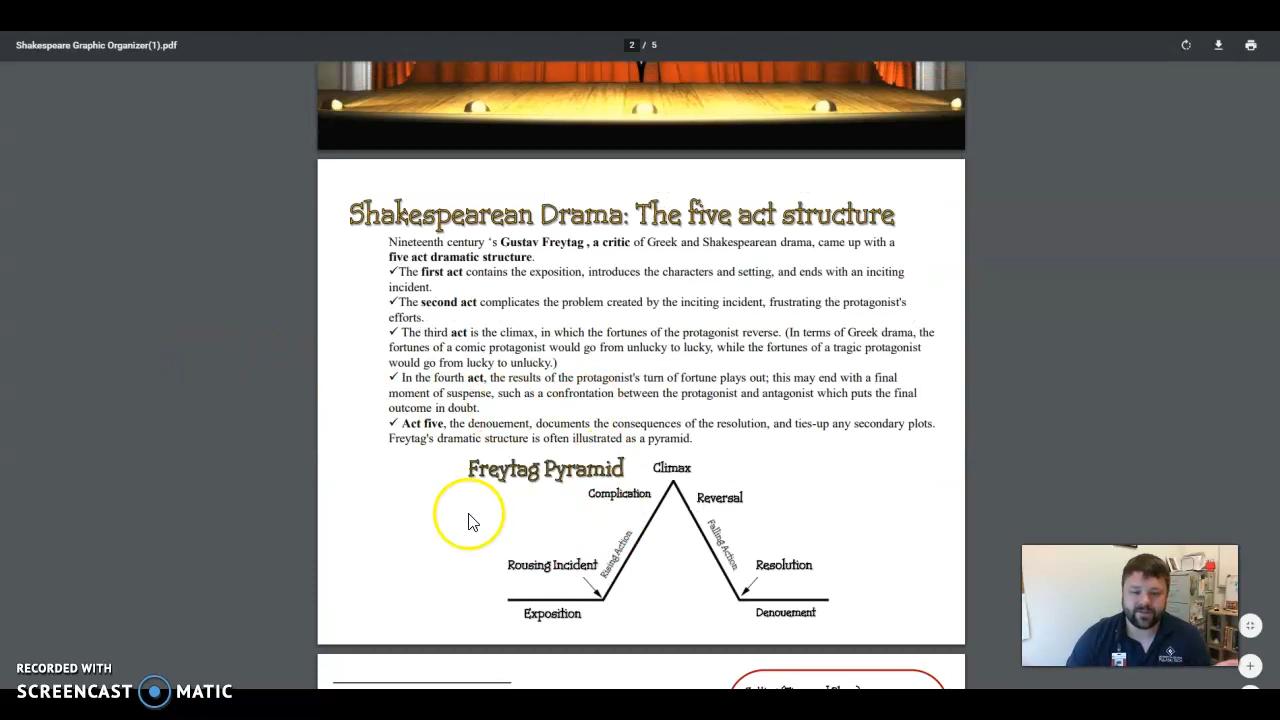 Shakespeare Graphic Organizer(1).pdf
2 / 5
Shakespearean Drama: The five act structure
Nineteenth century ‘s Gustav Freytag , a critic of Greek and Shakespearean drama, came up with a
five act dramatic structure.
✓The first act contains the exposition, introduces the characters and setting, and ends with an inciting
incident.
✓The second act complicates the problem created by the inciting incident, frustrating the protagonist's
efforts.
✓ The third act is the climax, in which the fortunes of the protagonist reverse. (In terms of Greek drama, the
fortunes of a comic protagonist would go from unlucky to lucky, while the fortunes of a tragic protagonist
would go from lucky to unlucky.)
✓ In the fourth act, the results of the protagonist's turn of fortune plays out; this may end with a final
moment of suspense, such as a confrontation between the protagonist and antagonist which puts the final
outcome in doubt.
✓ Act five, the denouement, documents the consequences of the resolution, and ties-up any secondary plots.
Freytag's dramatic structure is often illustrated as a pyramid.
Freytag Pyramid
Climax
Complication
Reversal
Rising Action
Falling Action
Rousing Incident
Resolution
Exposition
Denouement
RECORDED WITH
SCREENCAST MATIC